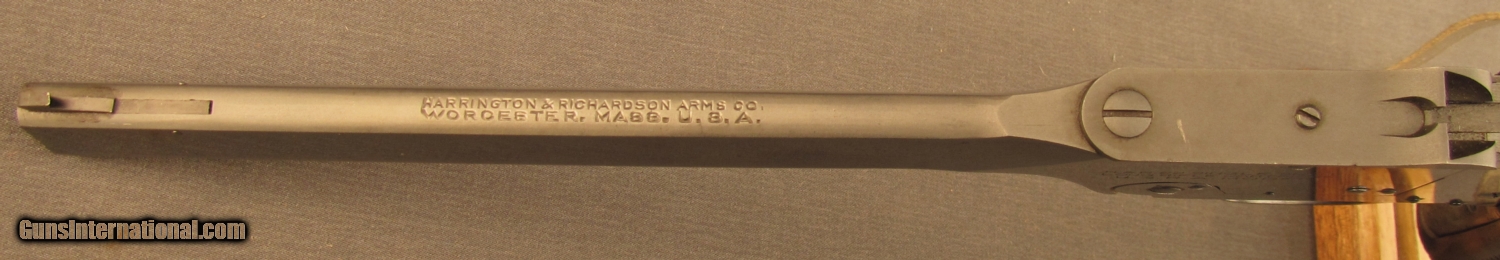 HARRINGTON & RICHARDSON ARMS CO.
WORCESTER, MASS. U.S.A.
GunsInternational.com